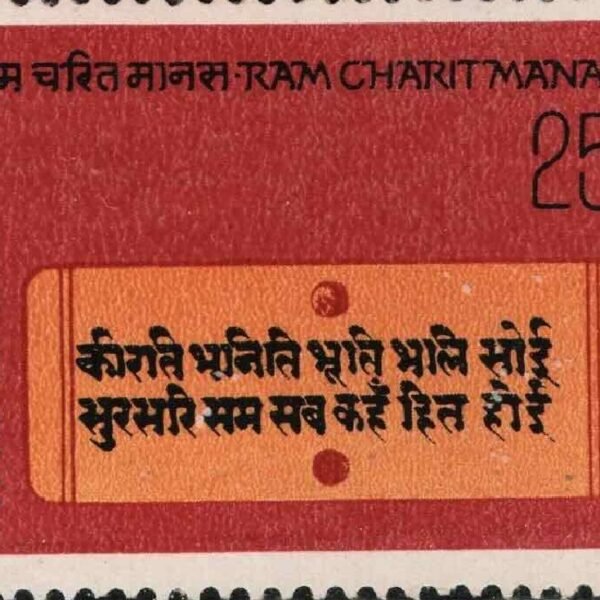 म चरित मानस · RAM CHARIT MANA
25
कीरति भनिति भूति भलि सोई
सुरसरि सम सब कहँ हित होई